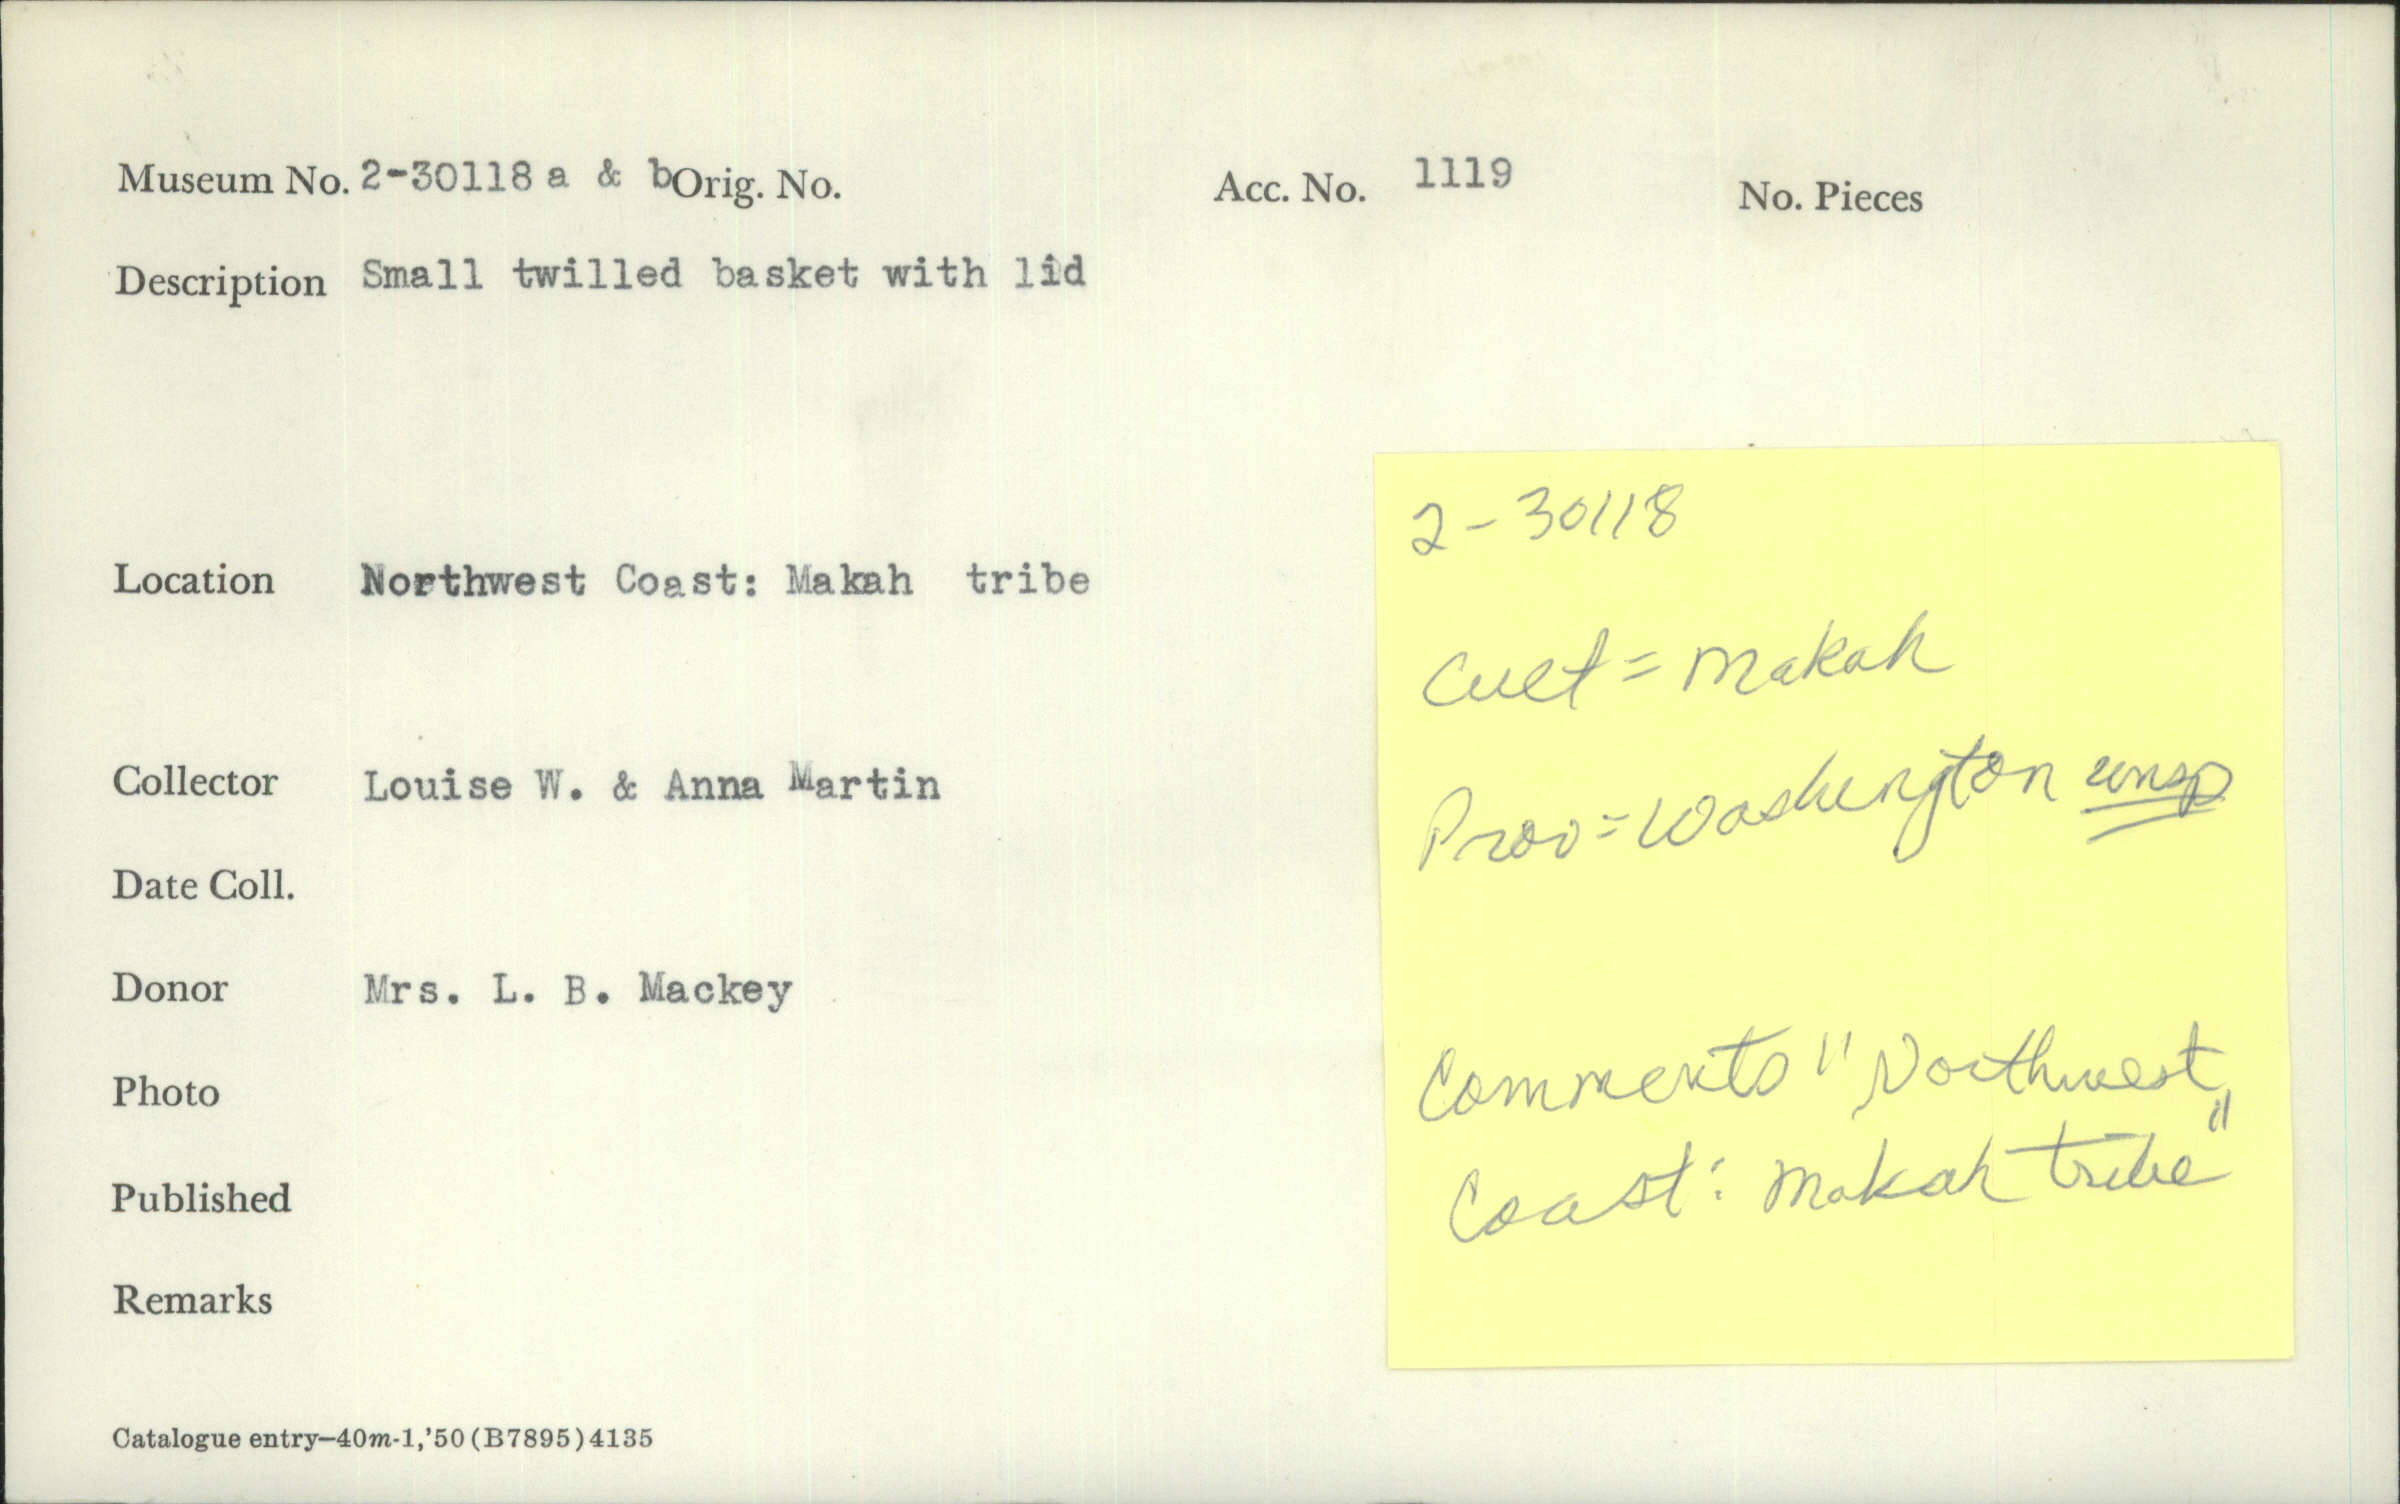 Museum No. 2-30118 a & b Orig. No. Acc. No. 1119 No. Pieces
Description Small twilled basket with lid
Location Northwest Coast: Makah tribe
Collector Louise W. & Anna Martin
Date Coll.
Donor Mrs. L. B. Mackey
Photo
Published
Remarks
Catalogue entry—40m-1,'50 (B7895) 4135
2-30118
Cult = Makah
Prov = Washington unsp
Comments "Northwest
Coast: Makah tribe"